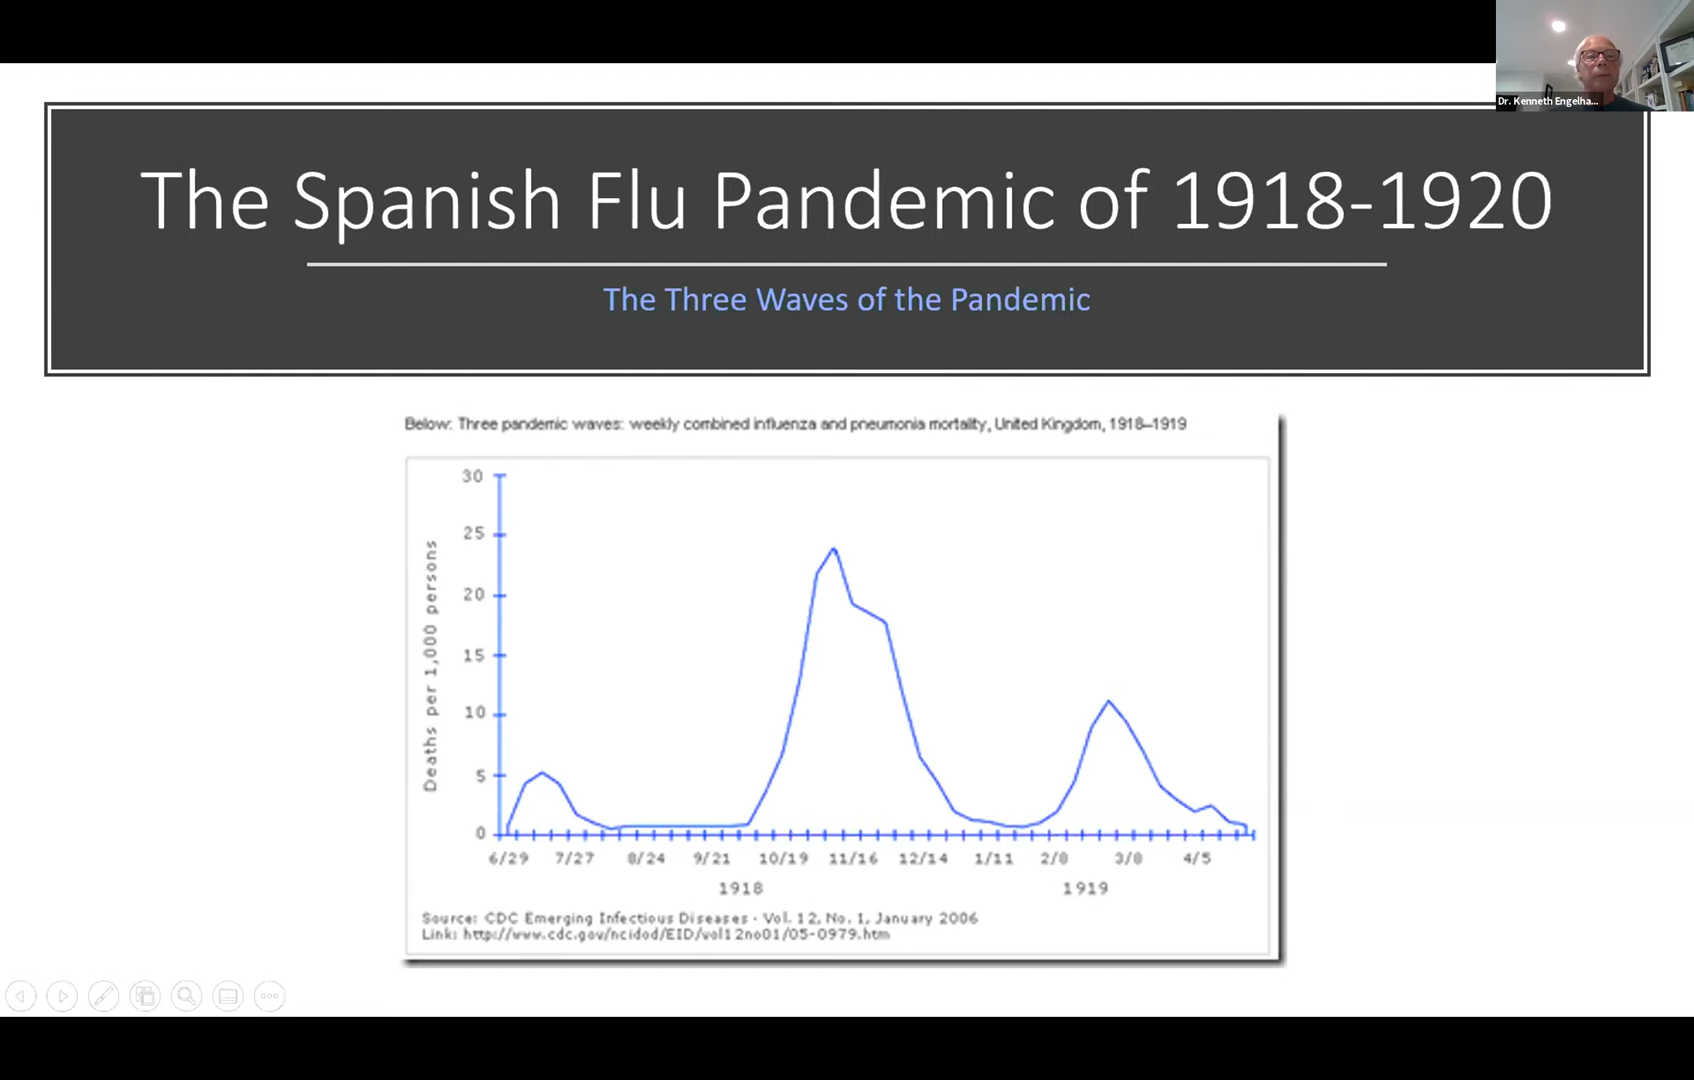 Dr. Kenneth Engelha...
The Spanish Flu Pandemic of 1918-1920
The Three Waves of the Pandemic
Below: Three pandemic waves: weekly combined influenza and pneumonia mortality, United Kingdom, 1918–1919
Deaths per 1,000 persons
30
25
20
15
10
5
0
6/29 7/27 8/24 9/21 10/19 11/16 12/14 1/11 2/8 3/8 4/5
1918 1919
Source: CDC Emerging Infectious Diseases · Vol. 12, No. 1, January 2006
Link: http://www.cdc.gov/ncidod/EID/vol12no01/05-0979.htm